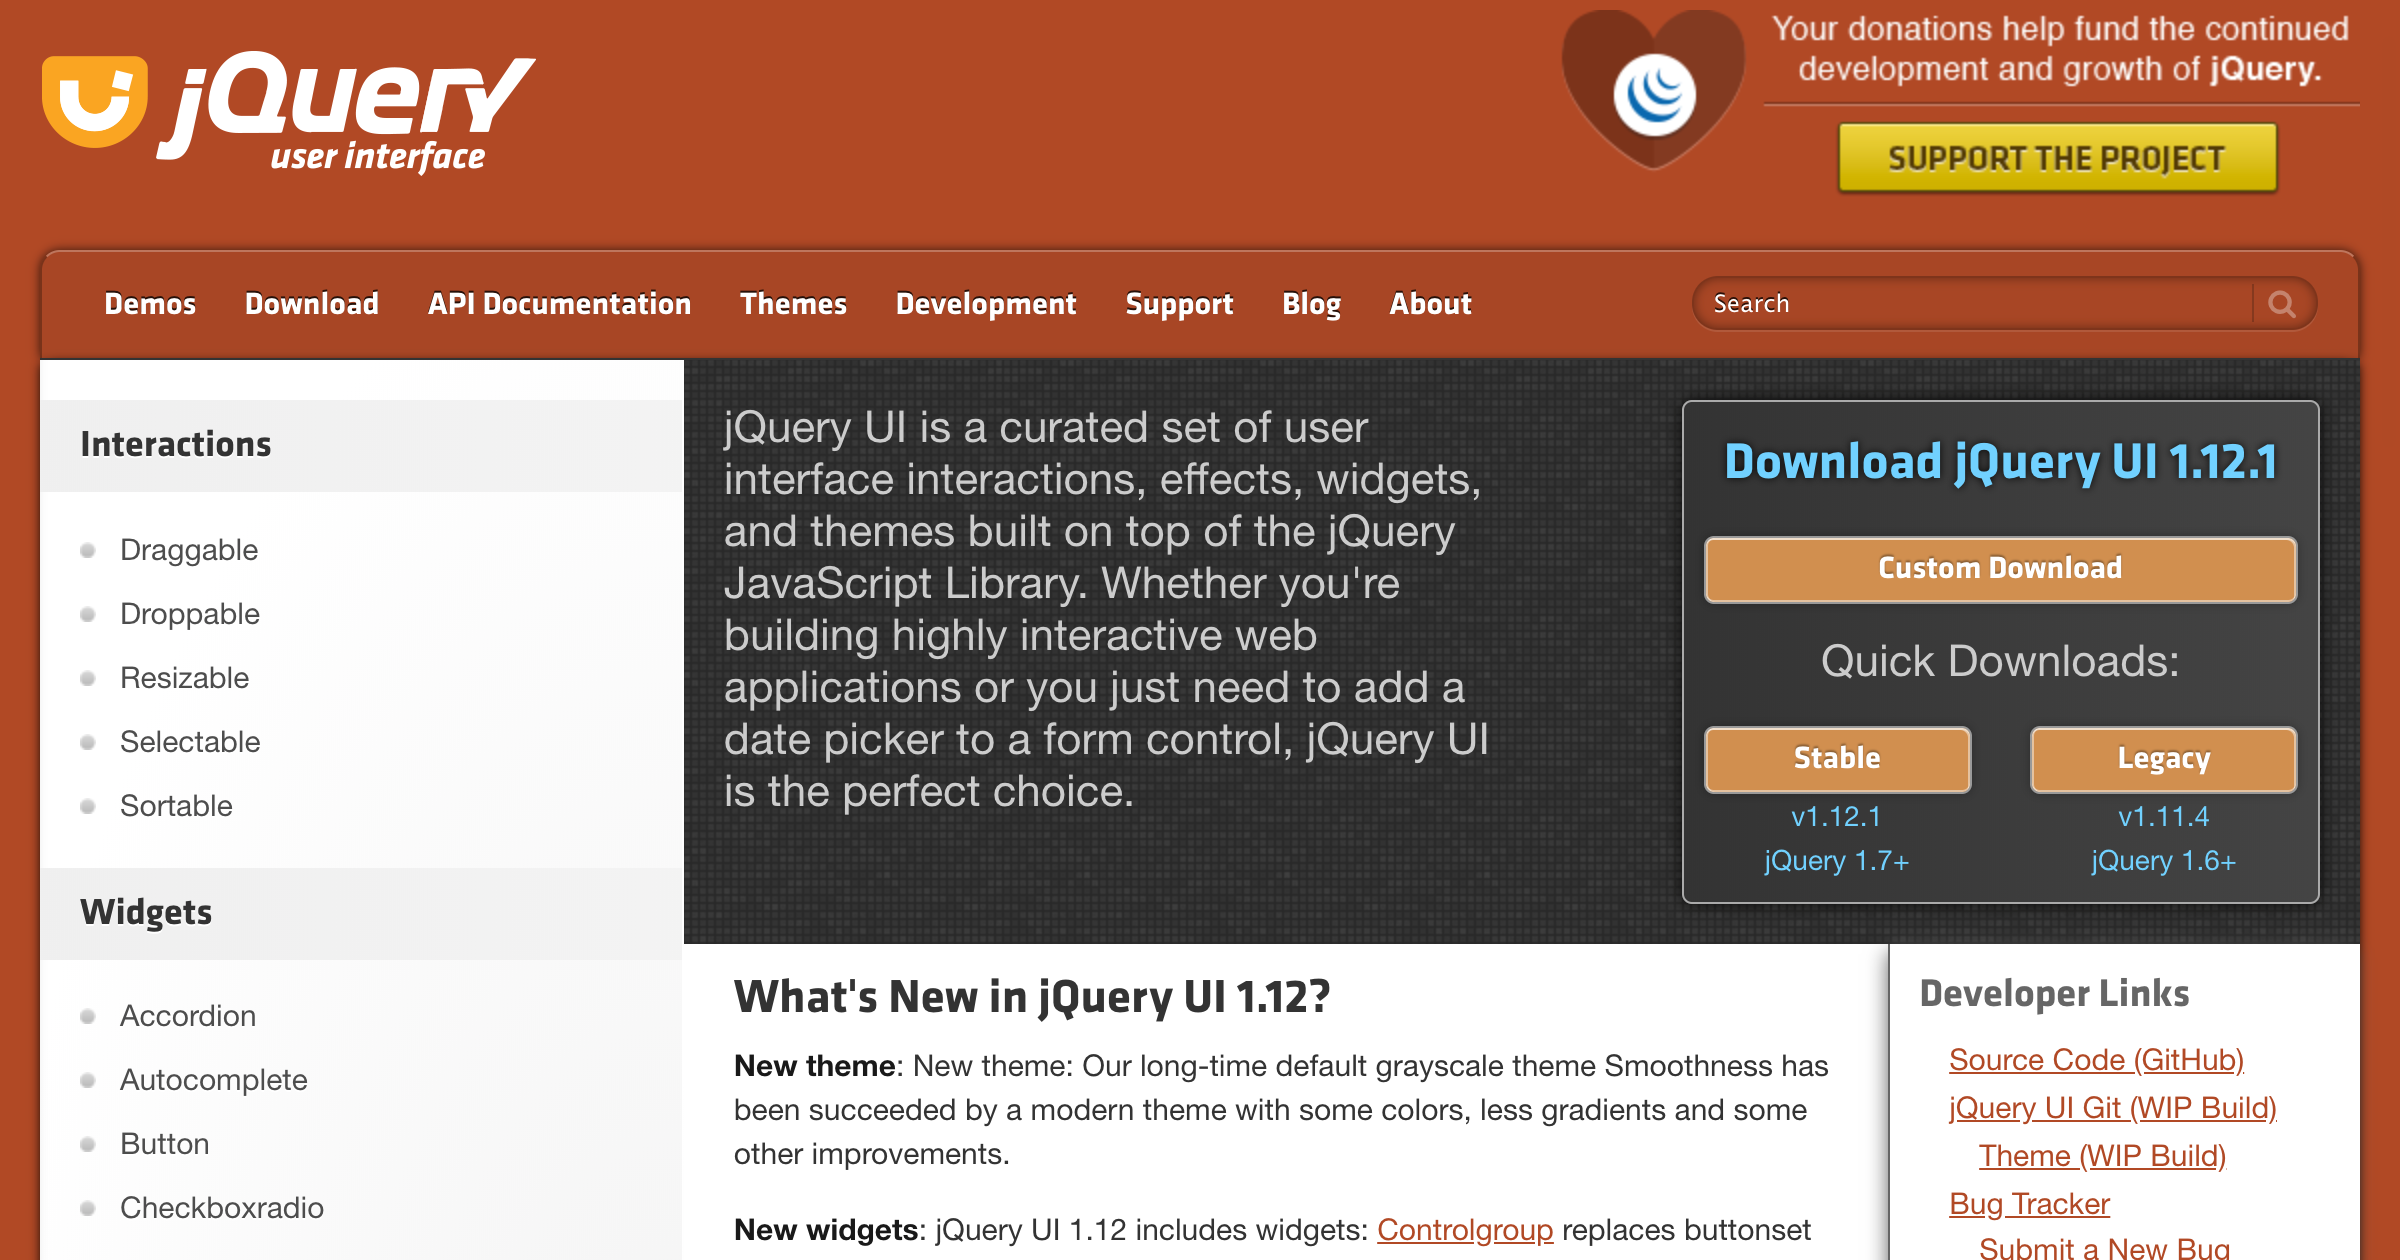 jQuery
user interface
Your donations help fund the continued
development and growth of jQuery.
SUPPORT THE PROJECT
Demos Download API Documentation Themes Development Support Blog About
Search
Interactions
Draggable
Droppable
Resizable
Selectable
Sortable
Widgets
Accordion
Autocomplete
Button
Checkboxradio
jQuery UI is a curated set of user
interface interactions, effects, widgets,
and themes built on top of the jQuery
JavaScript Library. Whether you're
building highly interactive web
applications or you just need to add a
date picker to a form control, jQuery UI
is the perfect choice.
Download jQuery UI 1.12.1
Custom Download
Quick Downloads:
Stable Legacy
v1.12.1 v1.11.4
jQuery 1.7+ jQuery 1.6+
What's New in jQuery UI 1.12?
New theme: New theme: Our long-time default grayscale theme Smoothness has
been succeeded by a modern theme with some colors, less gradients and some
other improvements.
New widgets: jQuery UI 1.12 includes widgets: Controlgroup replaces buttonset
Developer Links
Source Code (GitHub)
jQuery UI Git (WIP Build)
Theme (WIP Build)
Bug Tracker
Submit a New Bug